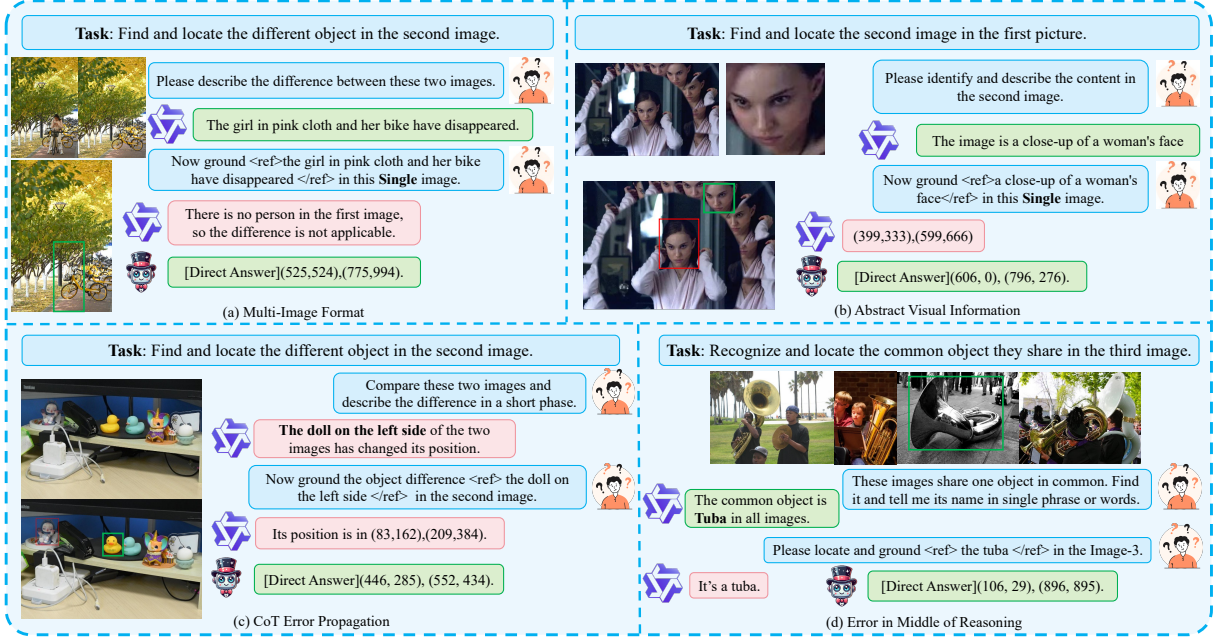 Task: Find and locate the different object in the second image.
Please describe the difference between these two images.
The girl in pink cloth and her bike have disappeared.
Now ground <ref>the girl in pink cloth and her bike
have disappeared </ref> in this Single image.
There is no person in the first image,
so the difference is not applicable.
[Direct Answer](525,524),(775,994).
(a) Multi-Image Format
Task: Find and locate the second image in the first picture.
Please identify and describe the content in
the second image.
The image is a close-up of a woman's face
Now ground <ref>a close-up of a woman's
face</ref> in this Single image.
(399,333),(599,666)
[Direct Answer](606, 0), (796, 276).
(b) Abstract Visual Information
Task: Find and locate the different object in the second image.
Compare these two images and
describe the difference in a short phase.
The doll on the left side of the two
images has changed its position.
Now ground the object difference <ref> the doll on
the left side </ref> in the second image.
Its position is in (83,162),(209,384).
[Direct Answer](446, 285), (552, 434).
(c) CoT Error Propagation
Task: Recognize and locate the common object they share in the third image.
These images share one object in common. Find
it and tell me its name in single phrase or words.
The common object is
Tuba in all images.
Please locate and ground <ref> the tuba </ref> in the Image-3.
It's a tuba.
[Direct Answer](106, 29), (896, 895).
(d) Error in Middle of Reasoning